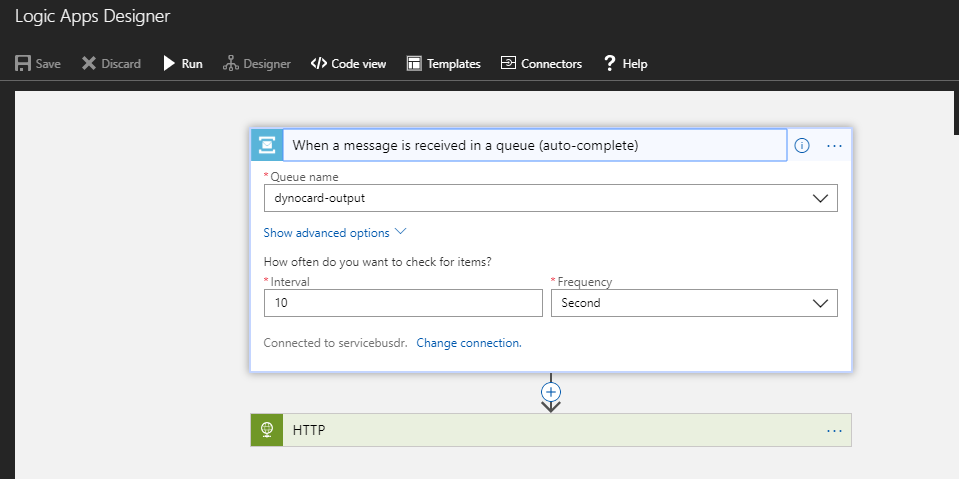 Logic Apps Designer
Save Discard Run Designer </> Code view Templates Connectors ? Help
When a message is received in a queue (auto-complete)
* Queue name
dynocard-output
Show advanced options
How often do you want to check for items?
* Interval * Frequency
10 Second
Connected to servicebusdr. Change connection.
HTTP